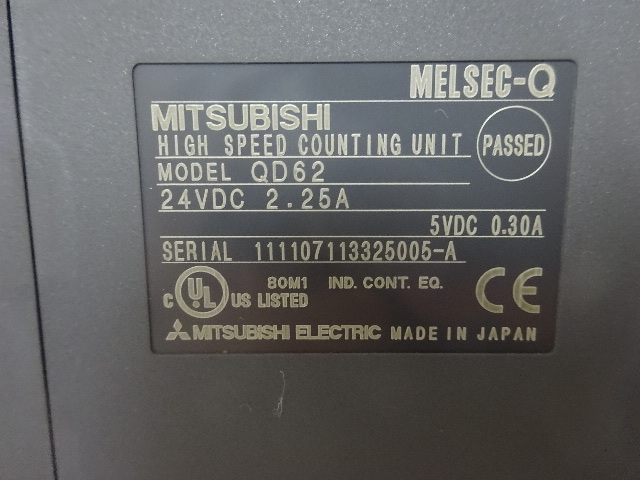 MELSEC-Q
MITSUBISHI
HIGH SPEED COUNTING UNIT
PASSED
MODEL QD62
24VDC 2.25A
5VDC 0.30A
SERIAL 111107113325005-A
C UL US LISTED
80M1 IND. CONT. EQ.
CE
MITSUBISHI ELECTRIC MADE IN JAPAN